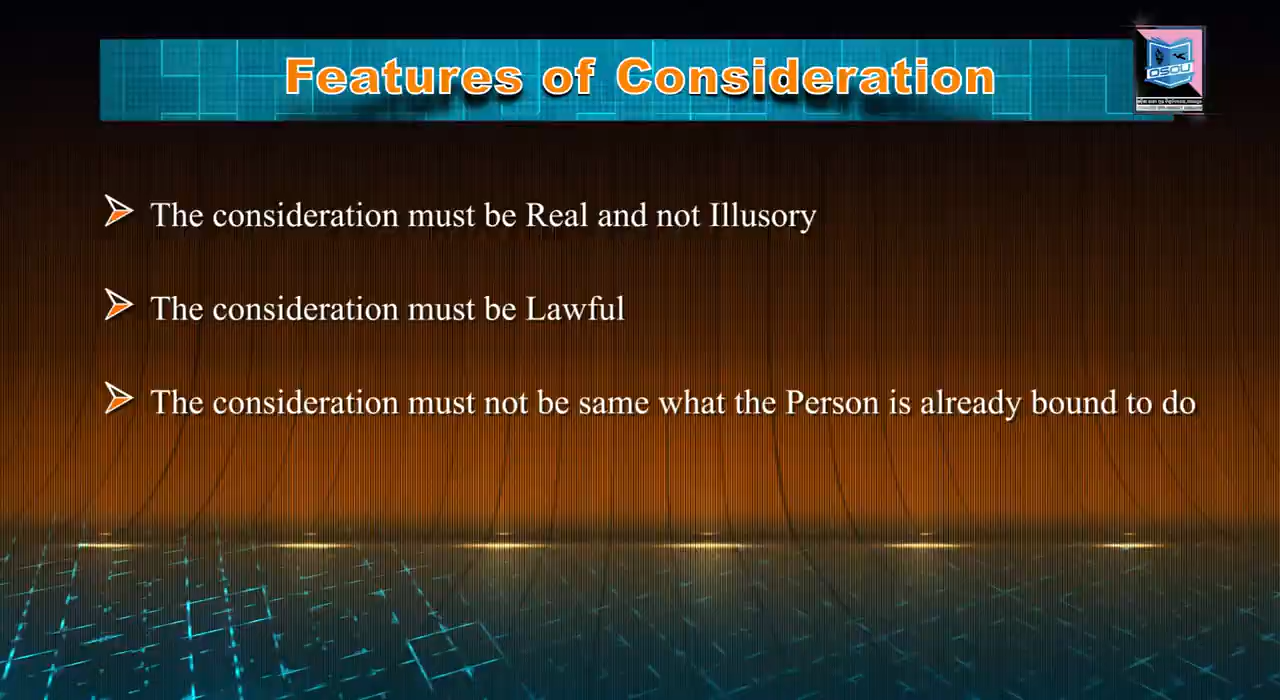 Features of Consideration
OSOU
The consideration must be Real and not Illusory
The consideration must be Lawful
The consideration must not be same what the Person is already bound to do